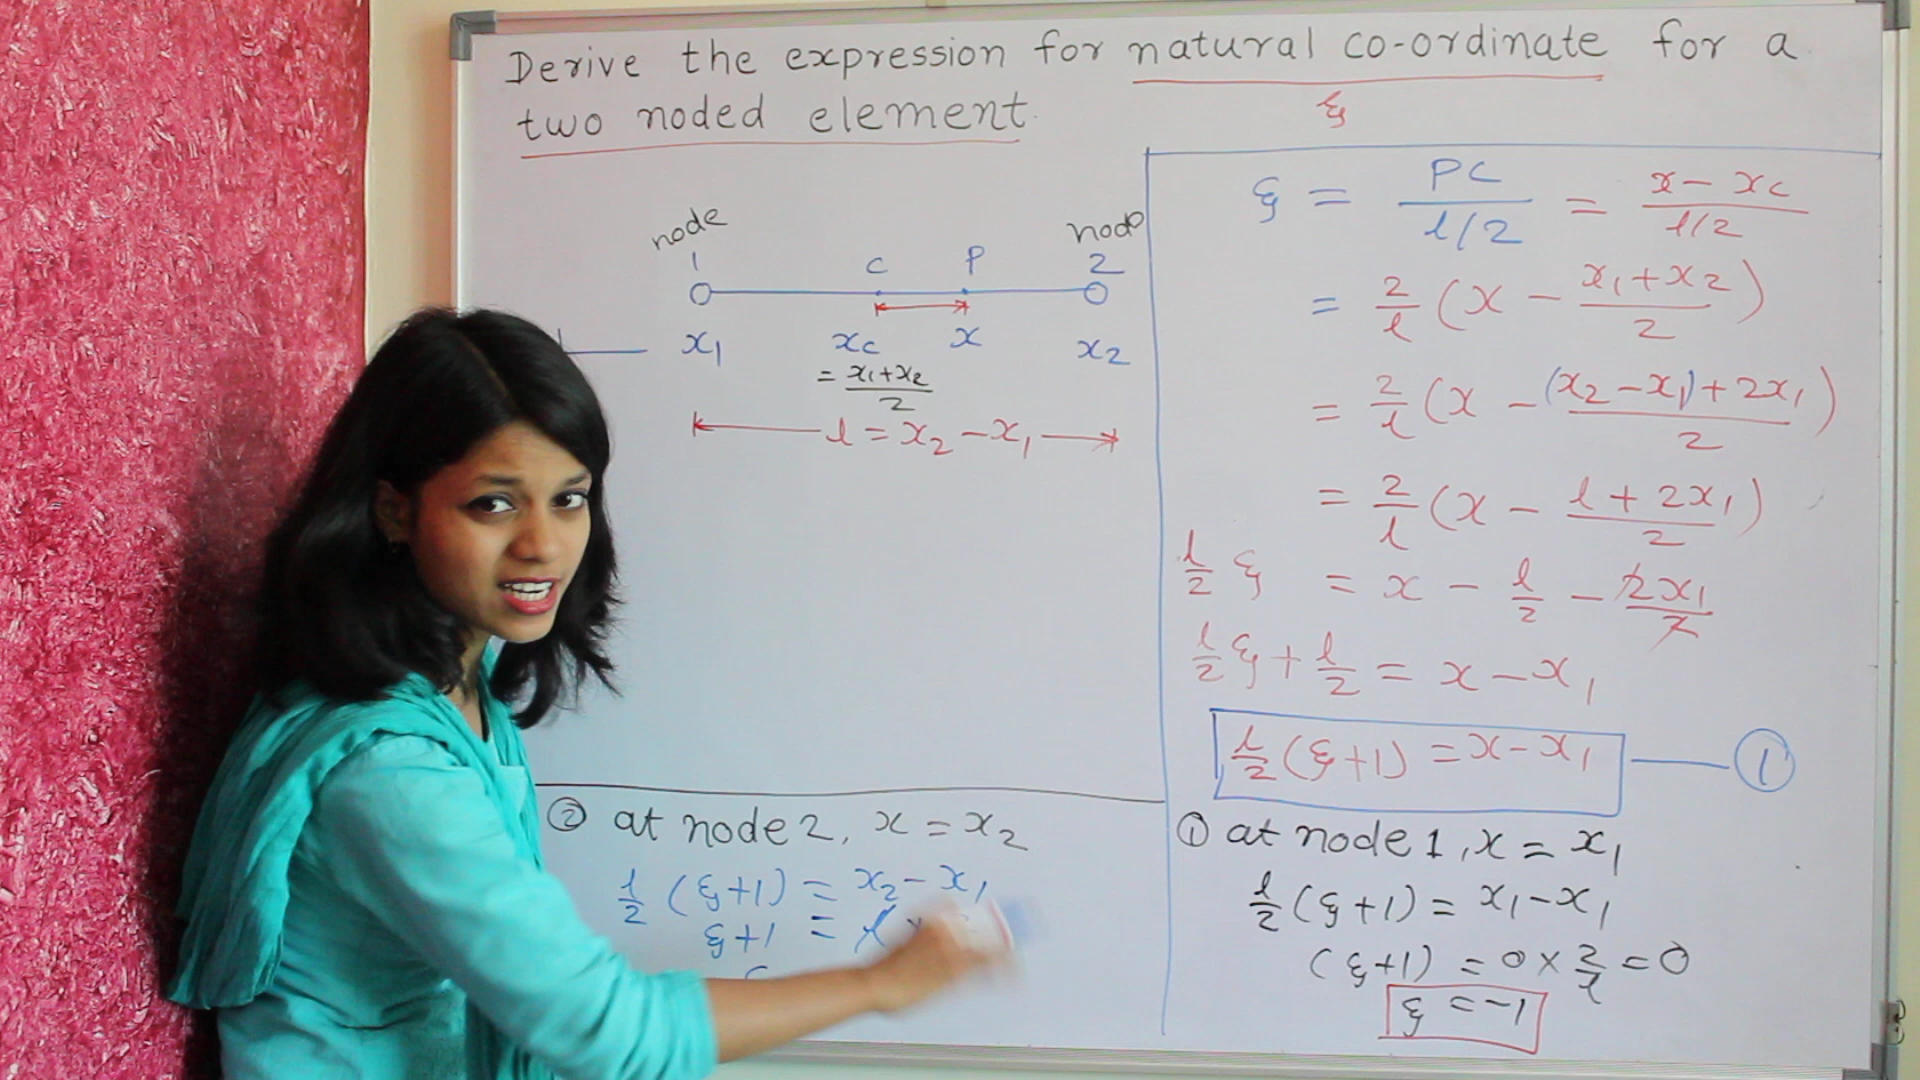 Derive the expression for natural co-ordinate for a
two noded element.
ξ
node node
1 C P 2
x₁ x_c x x₂
= (x₁+x₂)/2
l = x₂ - x₁
ξ = PC/(l/2) = (x - x_c)/(l/2)
= 2/l (x - (x₁+x₂)/2)
= 2/l (x - ((x₂-x₁)+2x₁)/2)
= 2/l (x - (l+2x₁)/2)
l/2 ξ = x - l/2 - 2x₁/2
l/2 ξ + l/2 = x - x₁
l/2 (ξ+1) = x - x₁ — ①
① at node 1, x = x₁
l/2 (ξ+1) = x₁ - x₁
(ξ+1) = 0 × 2/l = 0
ξ = -1
② at node 2, x = x₂
l/2 (ξ+1) = x₂ - x₁
ξ+1 = l ×